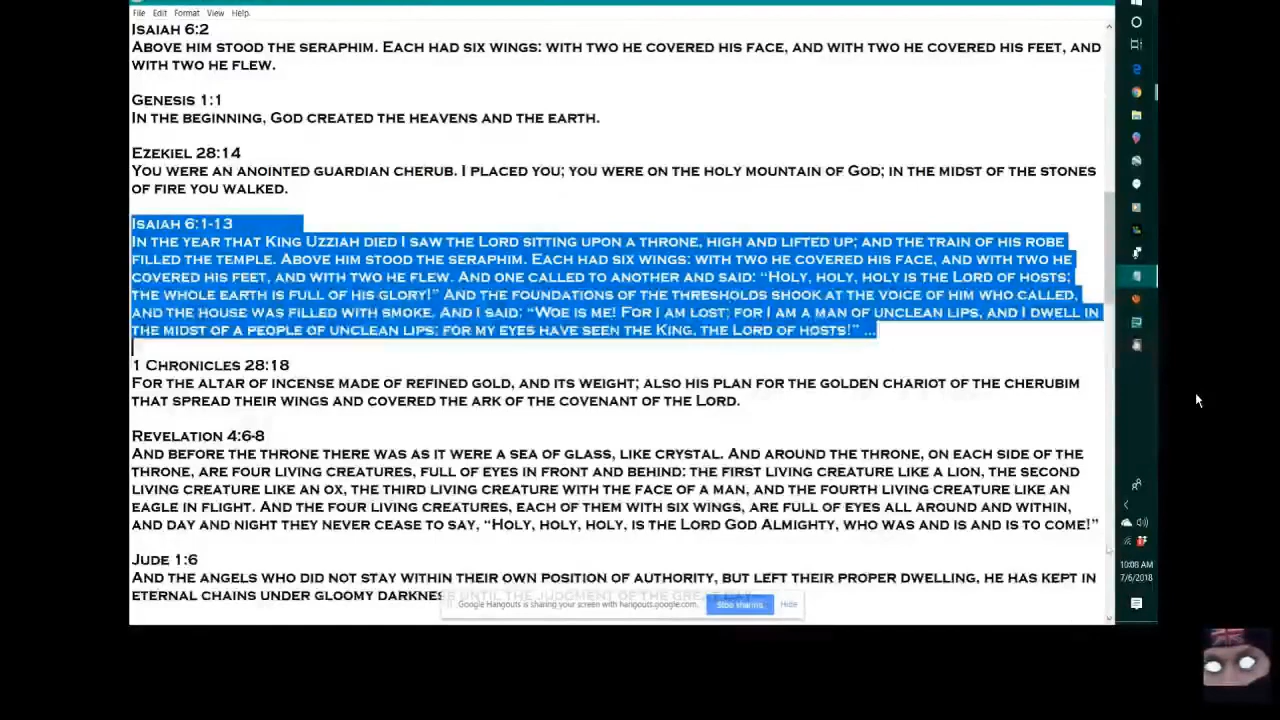 File Edit Format View Help
Isaiah 6:2
Above him stood the seraphim. Each had six wings: with two he covered his face, and with two he covered his feet, and
with two he flew.
Genesis 1:1
In the beginning, God created the heavens and the earth.
Ezekiel 28:14
You were an anointed guardian cherub. I placed you; you were on the holy mountain of God; in the midst of the stones
of fire you walked.
Isaiah 6:1-13
In the year that King Uzziah died I saw the Lord sitting upon a throne, high and lifted up; and the train of his robe
filled the temple. Above him stood the seraphim. Each had six wings: with two he covered his face, and with two he
covered his feet, and with two he flew. And one called to another and said: “Holy, holy, holy is the Lord of hosts;
the whole earth is full of his glory!” And the foundations of the thresholds shook at the voice of him who called,
and the house was filled with smoke. And I said: “Woe is me! For I am lost; for I am a man of unclean lips, and I dwell in
the midst of a people of unclean lips; for my eyes have seen the King, the Lord of hosts!” ...
1 Chronicles 28:18
For the altar of incense made of refined gold, and its weight; also his plan for the golden chariot of the cherubim
that spread their wings and covered the ark of the covenant of the Lord.
Revelation 4:6-8
And before the throne there was as it were a sea of glass, like crystal. And around the throne, on each side of the
throne, are four living creatures, full of eyes in front and behind: the first living creature like a lion, the second
living creature like an ox, the third living creature with the face of a man, and the fourth living creature like an
eagle in flight. And the four living creatures, each of them with six wings, are full of eyes all around and within,
and day and night they never cease to say, “Holy, holy, holy, is the Lord God Almighty, who was and is and is to come!”
Jude 1:6
And the angels who did not stay within their own position of authority, but left their proper dwelling, he has kept in
eternal chains under gloomy darkness until the judgment of the great day
Google Hangouts is sharing your screen with hangouts.google.com. Stop sharing Hide
10:08 AM
7/6/2018